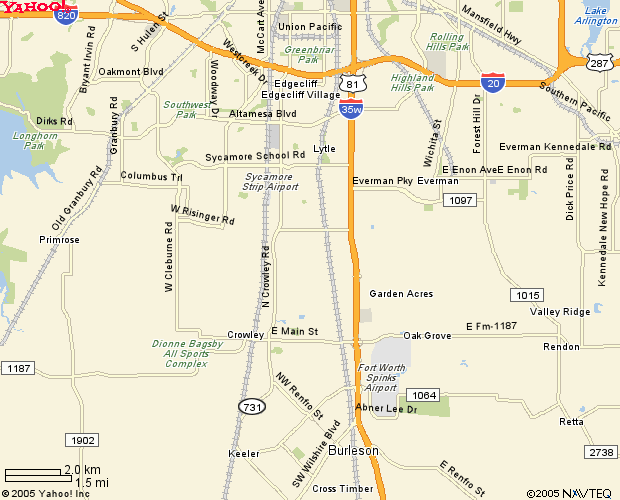 YAHOO!
820
S Hulen St
McCart Ave
Union Pacific
Mansfield Hwy
Lake Arlington
Bryant Irvin Rd
Westcreek Dr
Greenbriar Park
Rolling Hills Park
287
Oakmont Blvd
Woodway Dr
Edgecliff
81
Highland Hills Park
20
Edgecliff Village
Southern Pacific
Southwest Park
35W
Dirks Rd
Granbury Rd
Altamesa Blvd
Wichita St
Forest Hill Dr
Longhorn Park
Lytle
Everman Kennedale Rd
Sycamore School Rd
Columbus Trl
Sycamore Strip Airport
Everman Pky
Everman
E Enon Ave
E Enon Rd
1097
Dick Price Rd
Kennedale New Hope Rd
Old Granbury Rd
W Risinger Rd
Primrose
W Cleburne Rd
N Crowley Rd
Garden Acres
1015
Valley Ridge
Crowley
E Main St
Oak Grove
E Fm-1187
Rendon
Dionne Bagsby All Sports Complex
1187
Fort Worth Spinks Airport
NW Renfro St
1064
731
Abner Lee Dr
Retta
1902
SW Wilshire Blvd
Keeler
Burleson
2738
E Renfro St
2.0 km
1.5 mi
Cross Timber
©2005 Yahoo! Inc
©2005 NAVTEQ